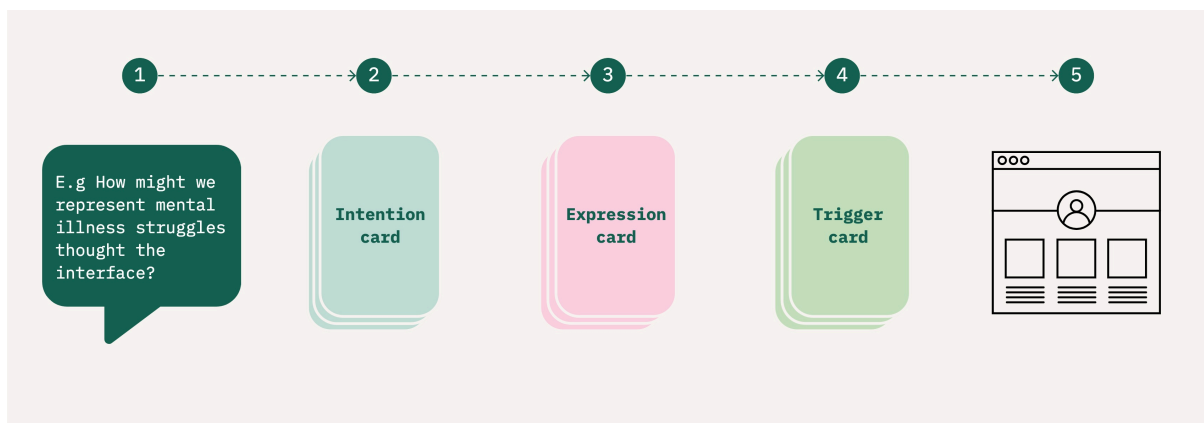 1
2
3
4
5
E.g How might we
represent mental
illness struggles
thought the
interface?
Intention
card
Expression
card
Trigger
card